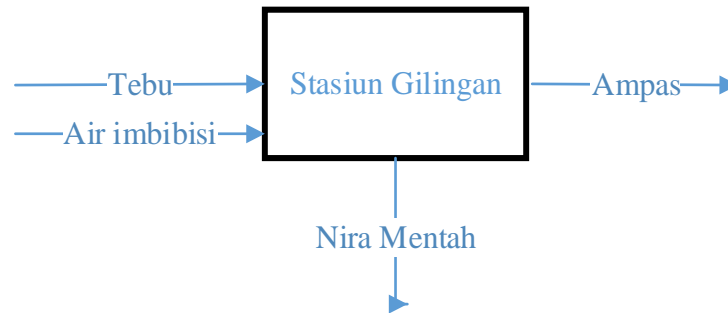 Tebu
Stasiun Gilingan
Ampas
Air imbibisi
Nira Mentah